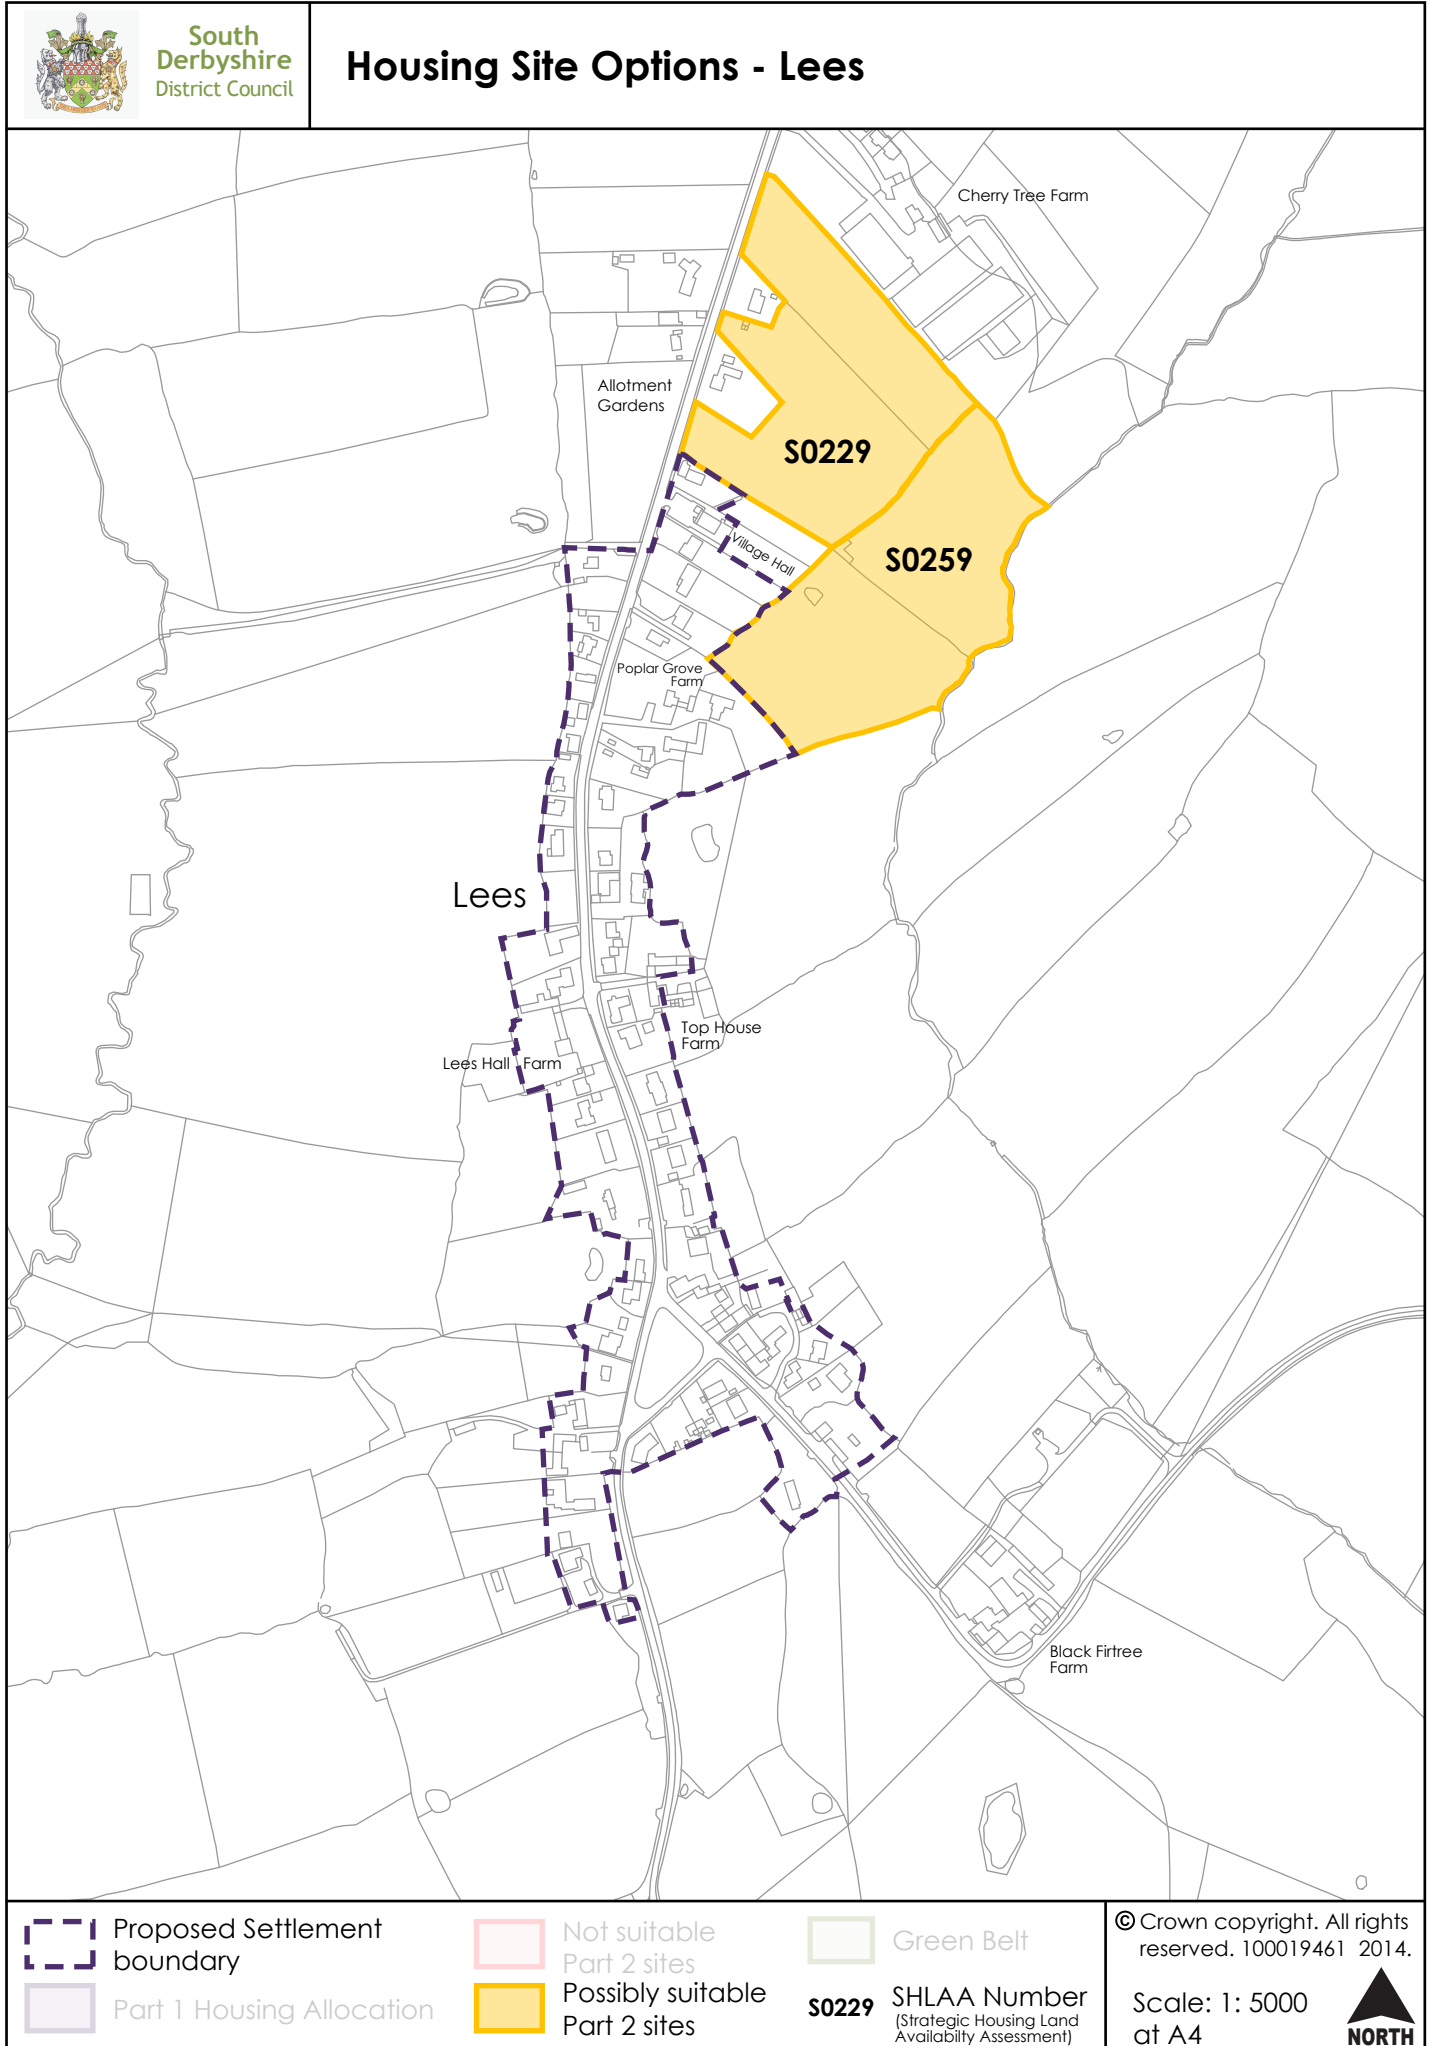 South
Derbyshire
District Council
Housing Site Options - Lees
Cherry Tree Farm
Allotment
Gardens
S0229
Village Hall
S0259
Poplar Grove
Farm
Lees
Top House
Farm
Lees Hall Farm
Black Firtree
Farm
Proposed Settlement
boundary
Part 1 Housing Allocation
Not suitable
Part 2 sites
Possibly suitable
Part 2 sites
Green Belt
S0229 SHLAA Number
(Strategic Housing Land
Availabilty Assessment)
© Crown copyright. All rights
reserved. 100019461 2014.
Scale: 1: 5000
at A4
NORTH